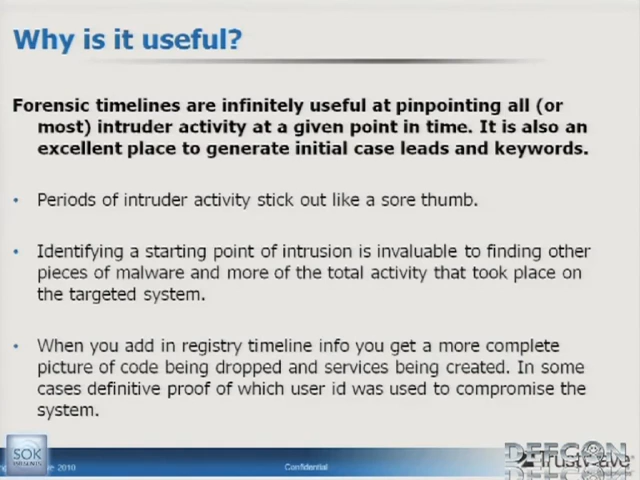 Why is it useful?
Forensic timelines are infinitely useful at pinpointing all (or
most) intruder activity at a given point in time. It is also an
excellent place to generate initial case leads and keywords.
• Periods of intruder activity stick out like a sore thumb.
• Identifying a starting point of intrusion is invaluable to finding other
pieces of malware and more of the total activity that took place on
the targeted system.
• When you add in registry timeline info you get a more complete
picture of code being dropped and services being created. In some
cases definitive proof of which user id was used to compromise the
system.
SOK
2010
Confidential
DEFCON
Trustwave